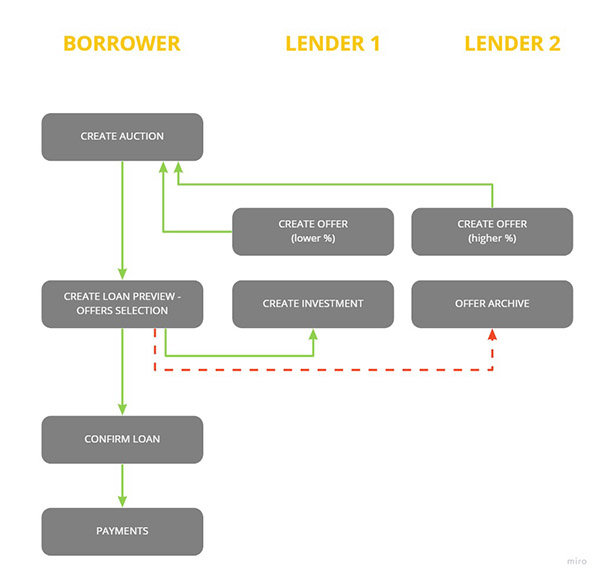 BORROWER
LENDER 1
LENDER 2
CREATE AUCTION
CREATE OFFER
(lower %)
CREATE OFFER
(higher %)
CREATE LOAN PREVIEW -
OFFERS SELECTION
CREATE INVESTMENT
OFFER ARCHIVE
CONFIRM LOAN
PAYMENTS
miro